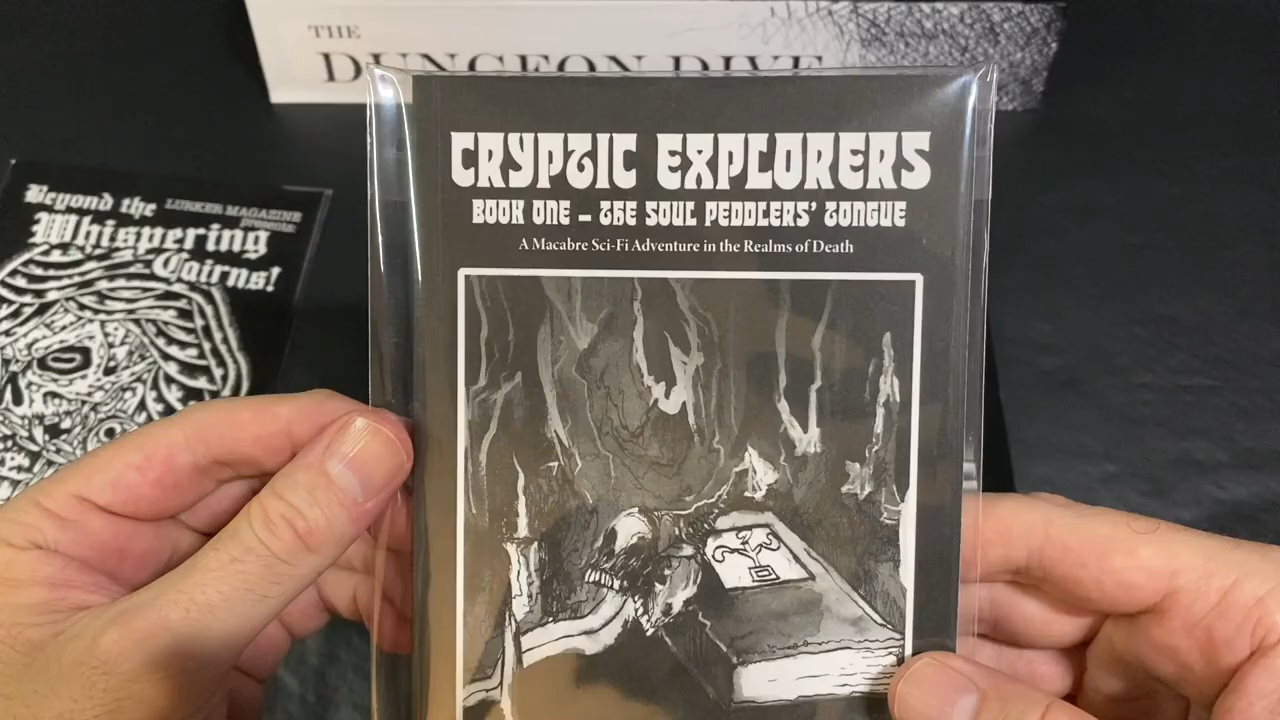 THE
DUNGEON DIVE
CRYPTIC EXPLORERS
BOOK ONE – THE SOUL PEDDLERS' TONGUE
A Macabre Sci-Fi Adventure in the Realms of Death
LURKER MAGAZINE
presents:
Beyond the
Whispering
Cairns!